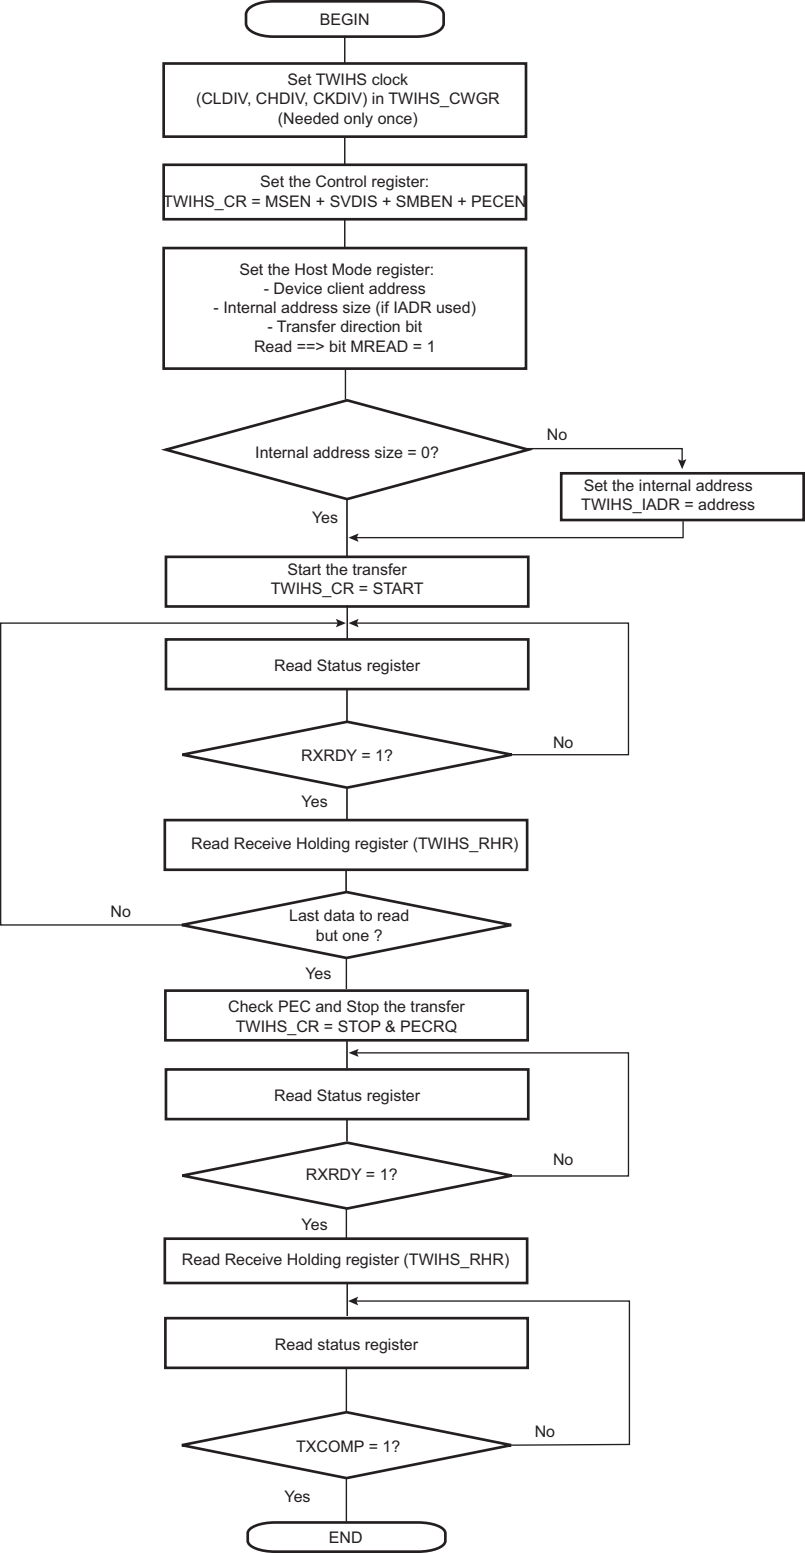 BEGIN
Set TWIHS clock
(CLDIV, CHDIV, CKDIV) in TWIHS_CWGR
(Needed only once)
Set the Control register:
TWIHS_CR = MSEN + SVDIS + SMBEN + PECEN
Set the Host Mode register:
- Device client address
- Internal address size (if IADR used)
- Transfer direction bit
Read ==> bit MREAD = 1
Internal address size = 0?
No
Set the internal address
TWIHS_IADR = address
Yes
Start the transfer
TWIHS_CR = START
Read Status register
RXRDY = 1?
No
Yes
Read Receive Holding register (TWIHS_RHR)
Last data to read
but one ?
No
Yes
Check PEC and Stop the transfer
TWIHS_CR = STOP & PECRQ
Read Status register
RXRDY = 1?
No
Yes
Read Receive Holding register (TWIHS_RHR)
Read status register
TXCOMP = 1?
No
Yes
END